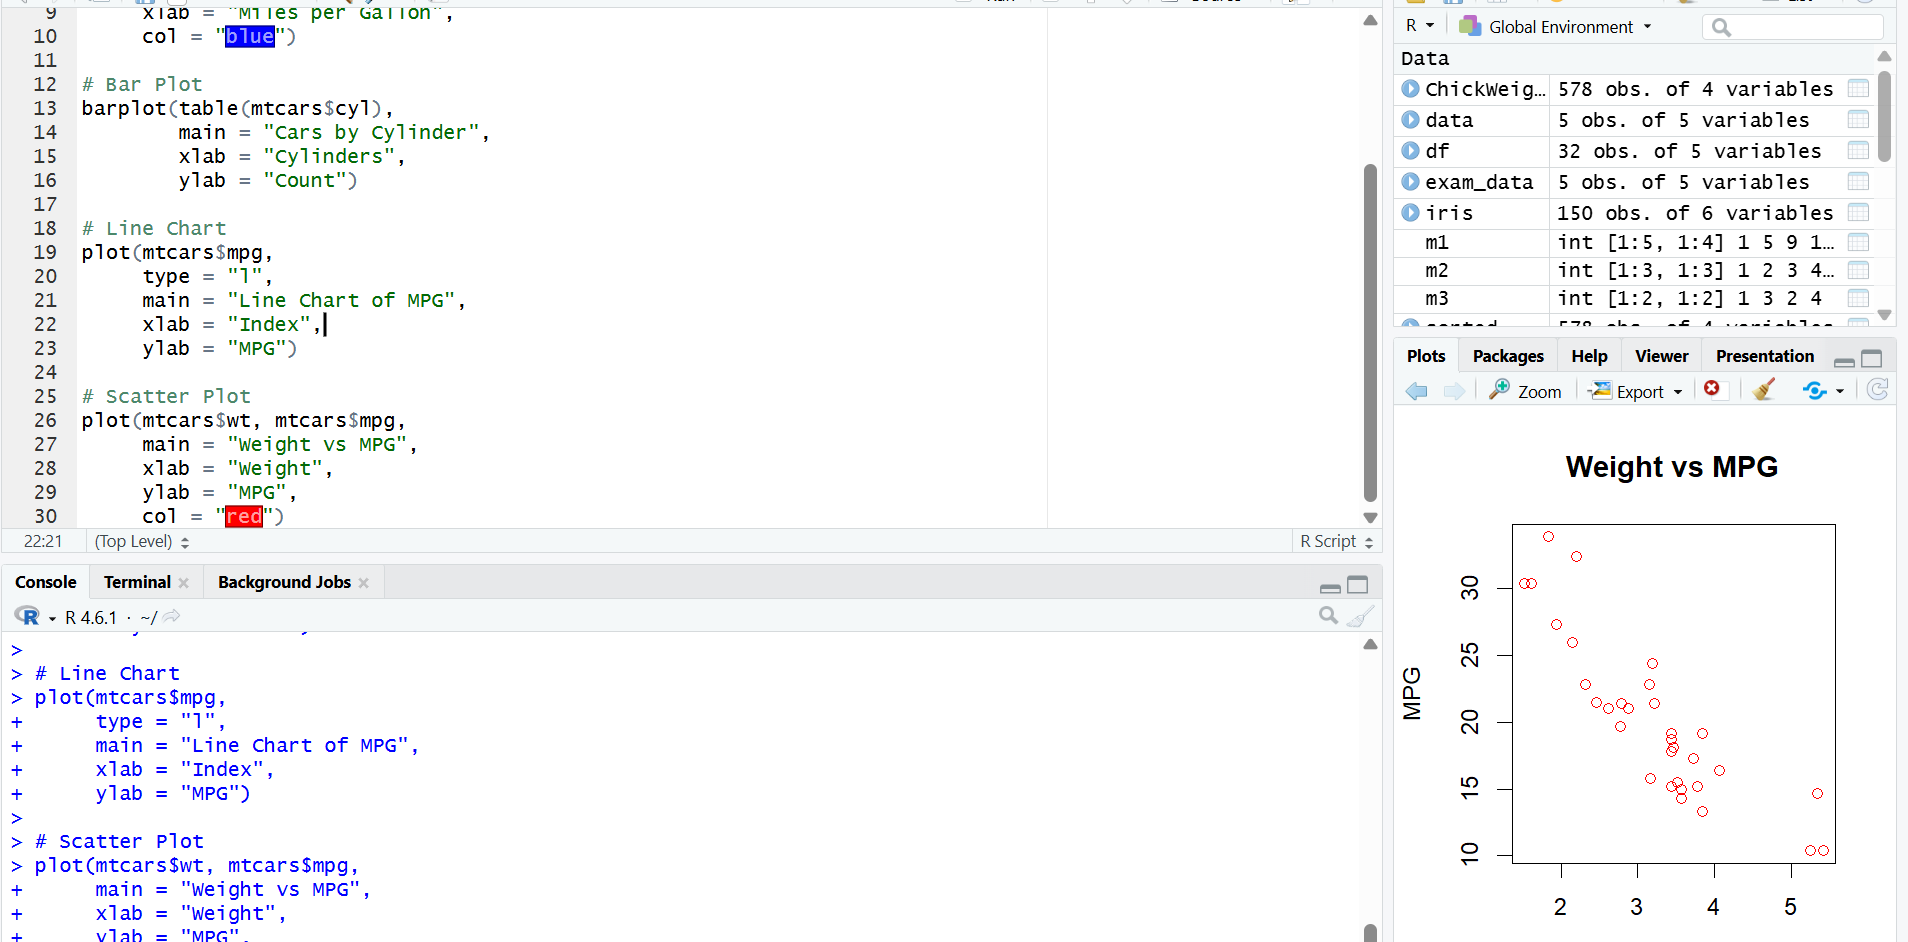 9 xlab = "Miles per Gallon",
10 col = "blue")
11
12 # Bar Plot
13 barplot(table(mtcars$cyl),
14 main = "Cars by Cylinder",
15 xlab = "Cylinders",
16 ylab = "Count")
17
18 # Line Chart
19 plot(mtcars$mpg,
20 type = "l",
21 main = "Line Chart of MPG",
22 xlab = "Index",
23 ylab = "MPG")
24
25 # Scatter Plot
26 plot(mtcars$wt, mtcars$mpg,
27 main = "Weight vs MPG",
28 xlab = "Weight",
29 ylab = "MPG",
30 col = "red")
22:21 (Top Level) R Script
Console Terminal Background Jobs
R R 4.6.1 · ~/
>
> # Line Chart
> plot(mtcars$mpg,
+ type = "l",
+ main = "Line Chart of MPG",
+ xlab = "Index",
+ ylab = "MPG")
>
> # Scatter Plot
> plot(mtcars$wt, mtcars$mpg,
+ main = "Weight vs MPG",
+ xlab = "Weight",
+ ylab = "MPG",
R Global Environment
Data
ChickWeig… 578 obs. of 4 variables
data 5 obs. of 5 variables
df 32 obs. of 5 variables
exam_data 5 obs. of 5 variables
iris 150 obs. of 6 variables
m1 int [1:5, 1:4] 1 5 9 1…
m2 int [1:3, 1:3] 1 2 3 4…
m3 int [1:2, 1:2] 1 3 2 4
sorted 578 obs. of 4 variables
Plots Packages Help Viewer Presentation
Zoom Export
Weight vs MPG
MPG
30
25
20
15
10
2 3 4 5